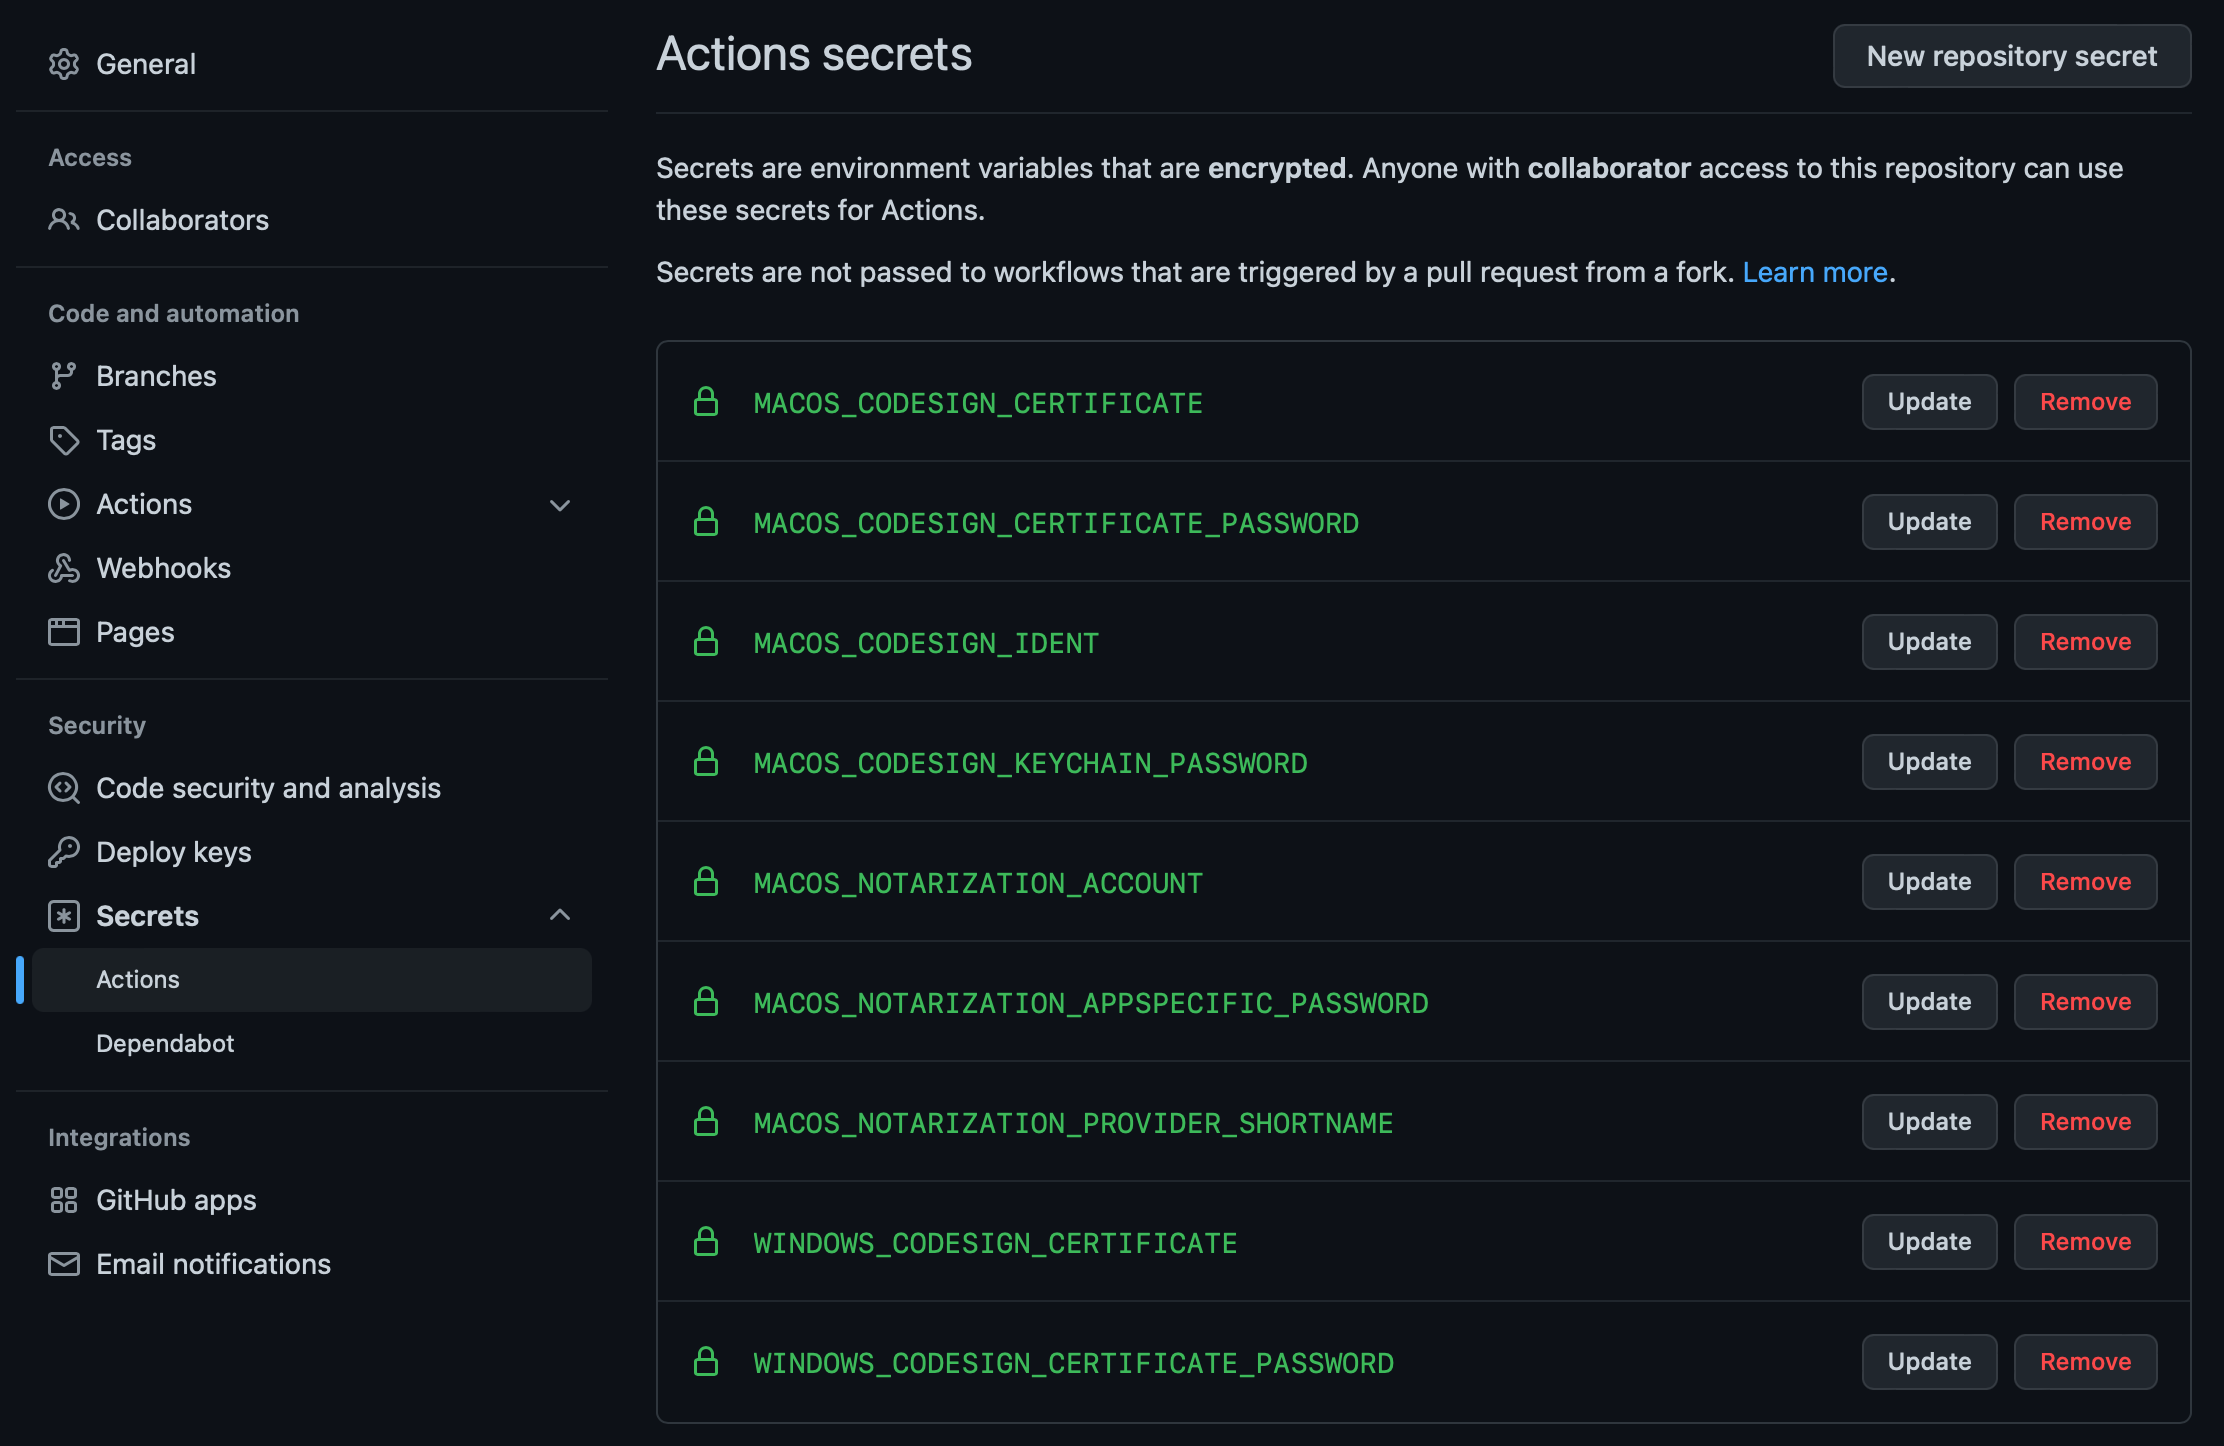 General
Access
Collaborators
Code and automation
Branches
Tags
Actions
Webhooks
Pages
Security
Code security and analysis
Deploy keys
Secrets
Actions
Dependabot
Integrations
GitHub apps
Email notifications
Actions secrets
New repository secret
Secrets are environment variables that are encrypted. Anyone with collaborator access to this repository can use
these secrets for Actions.
Secrets are not passed to workflows that are triggered by a pull request from a fork. Learn more.
MACOS_CODESIGN_CERTIFICATE Update Remove
MACOS_CODESIGN_CERTIFICATE_PASSWORD Update Remove
MACOS_CODESIGN_IDENT Update Remove
MACOS_CODESIGN_KEYCHAIN_PASSWORD Update Remove
MACOS_NOTARIZATION_ACCOUNT Update Remove
MACOS_NOTARIZATION_APPSPECIFIC_PASSWORD Update Remove
MACOS_NOTARIZATION_PROVIDER_SHORTNAME Update Remove
WINDOWS_CODESIGN_CERTIFICATE Update Remove
WINDOWS_CODESIGN_CERTIFICATE_PASSWORD Update Remove